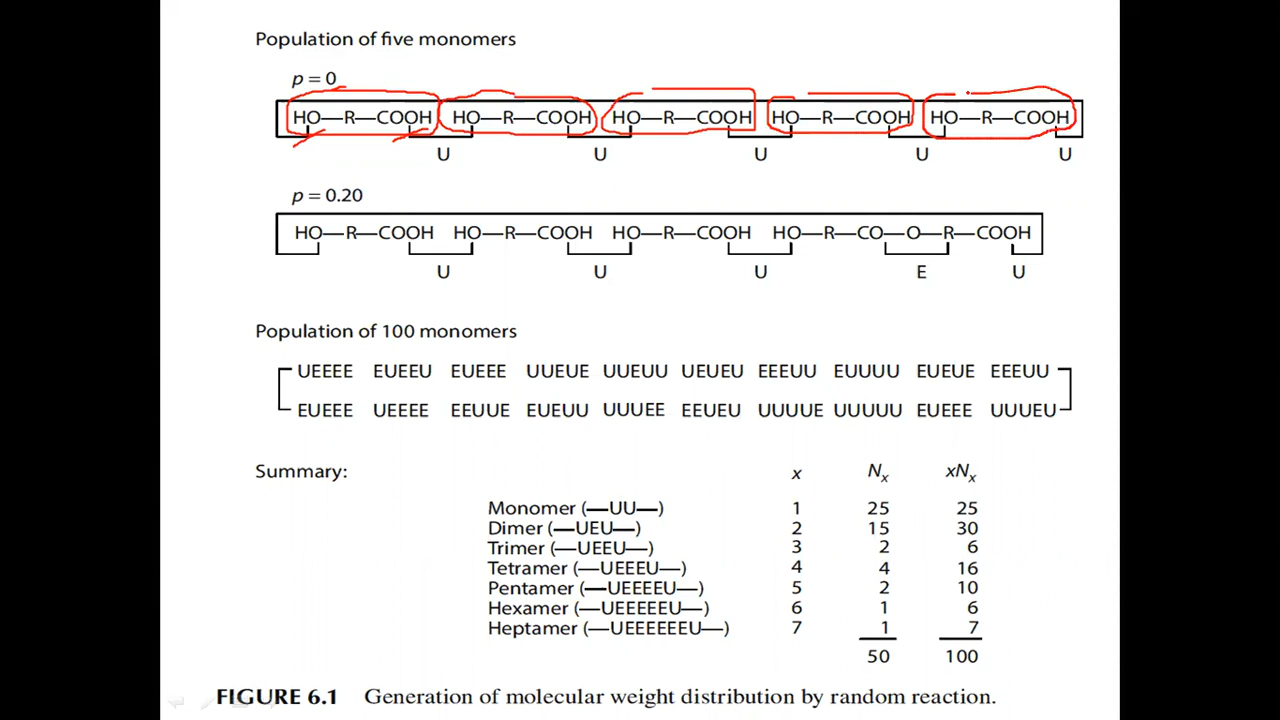 Population of five monomers
p = 0
HO—R—COOH HO—R—COOH HO—R—COOH HO—R—COOH HO—R—COOH
U U U U U
p = 0.20
HO—R—COOH HO—R—COOH HO—R—COOH HO—R—CO—O—R—COOH
U U U E U
Population of 100 monomers
UEEEE EUEEU EUEEE UUEUE UUEUU UEUEU EEEUU EUUUU EUEUE EEEUU
EUEEE UEEEE EEUUE EUEUU UUUEE EEUEU UUUUE UUUUU EUEEE UUUEU
Summary: x Nx xNx
Monomer (—UU—) 1 25 25
Dimer (—UEU—) 2 15 30
Trimer (—UEEU—) 3 2 6
Tetramer (—UEEEU—) 4 4 16
Pentamer (—UEEEEU—) 5 2 10
Hexamer (—UEEEEEU—) 6 1 6
Heptamer (—UEEEEEEU—) 7 1 7
50 100
FIGURE 6.1 Generation of molecular weight distribution by random reaction.